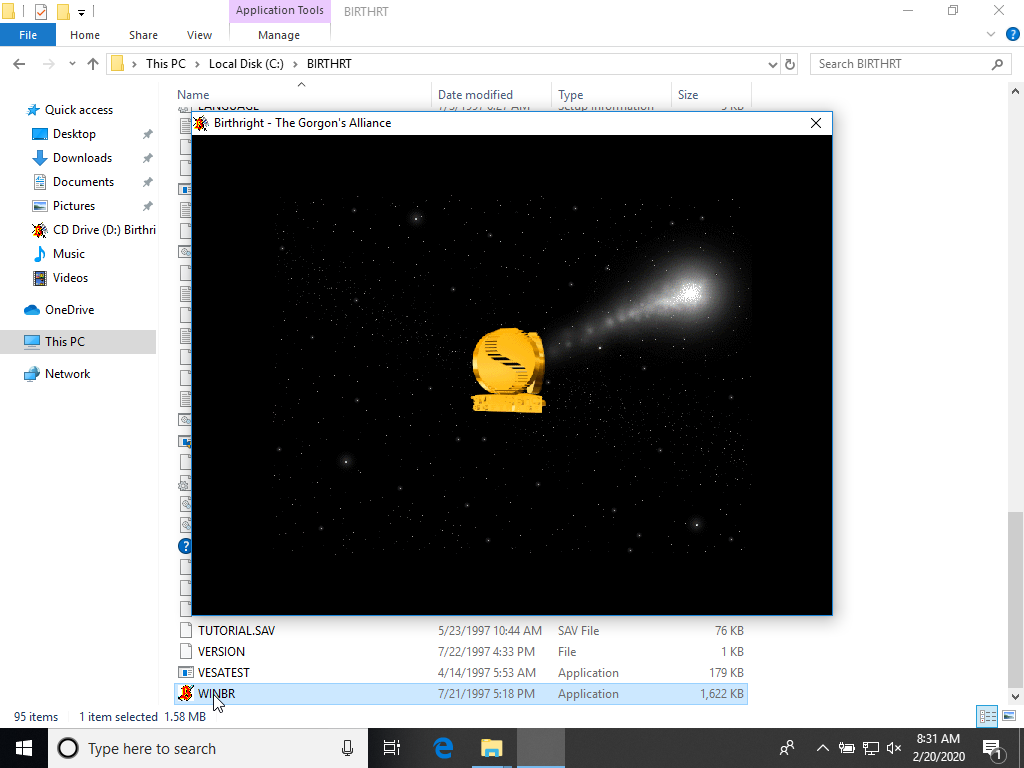 Application Tools
BIRTHRT
File
Home
Share
View
Manage
This PC
Local Disk (C:)
BIRTHRT
Search BIRTHRT
Name
Date modified
Type
Size
LANGUAGE
Setup Information
Quick access
Desktop
Downloads
Documents
Pictures
CD Drive (D:) Birthri
Music
Videos
OneDrive
This PC
Network
Birthright - The Gorgon's Alliance
TUTORIAL.SAV 5/23/1997 10:44 AM SAV File 76 KB
VERSION 7/22/1997 4:33 PM File 1 KB
VESATEST 4/14/1997 5:53 AM Application 179 KB
WINBR 7/21/1997 5:18 PM Application 1,622 KB
95 items
1 item selected 1.58 MB
Type here to search
8:31 AM
2/20/2020
1